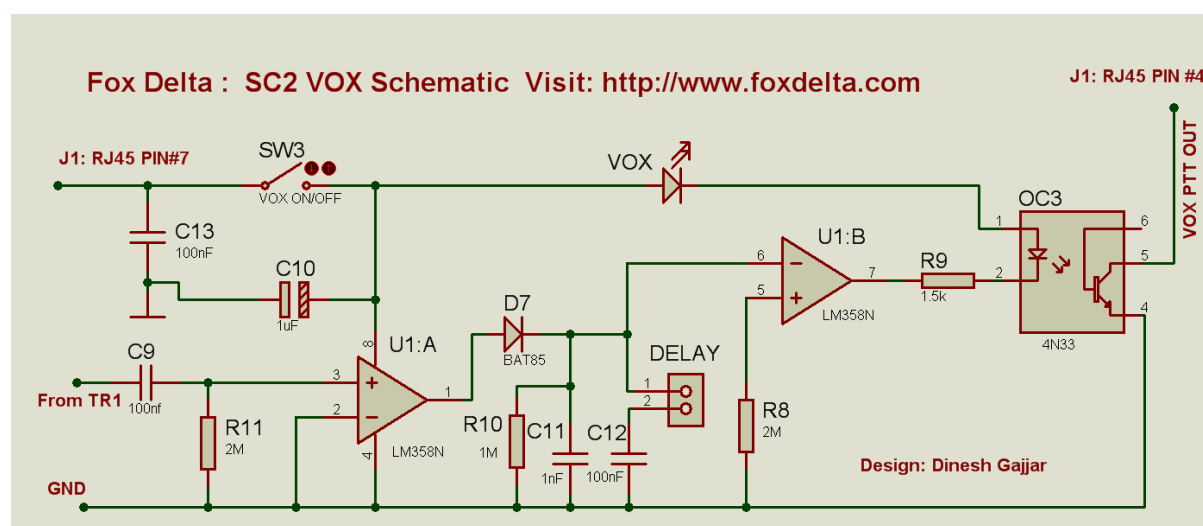 Fox Delta :  SC2 VOX Schematic  Visit: http://www.foxdelta.com
J1: RJ45 PIN #4
J1: RJ45 PIN#7
SW3
VOX ON/OFF
VOX
VOX PTT OUT
OC3
1
6
5
2
4
4N33
C13
100nF
C10
1uF
U1:B
6
5
7
LM358N
R9
1.5k
D7
BAT85
DELAY
1
2
8
U1:A
3
2
1
4
LM358N
C9
100nf
From TR1
R11
2M
R10
1M
C11
1nF
C12
100nF
R8
2M
Design: Dinesh Gajjar
GND